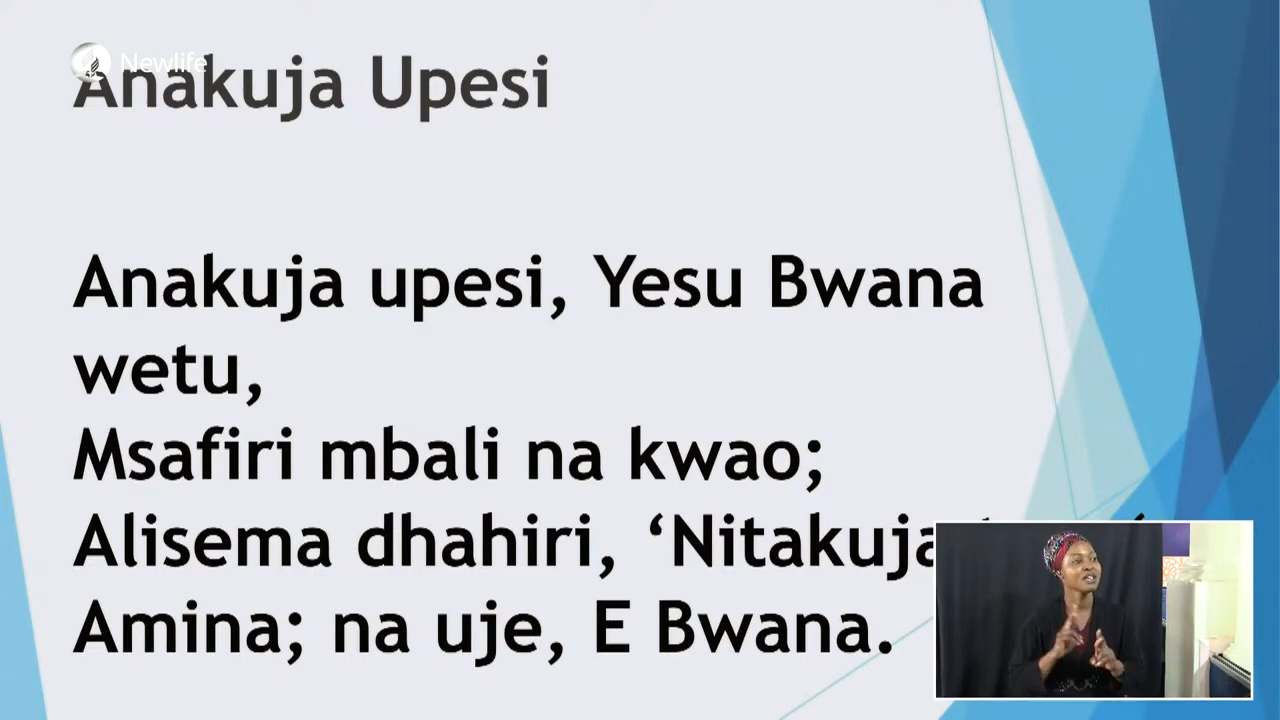 Newlife
Anakuja Upesi
Anakuja upesi, Yesu Bwana
wetu,
Msafiri mbali na kwao;
Alisema dhahiri, ‘Nitakuja
Amina; na uje, E Bwana.